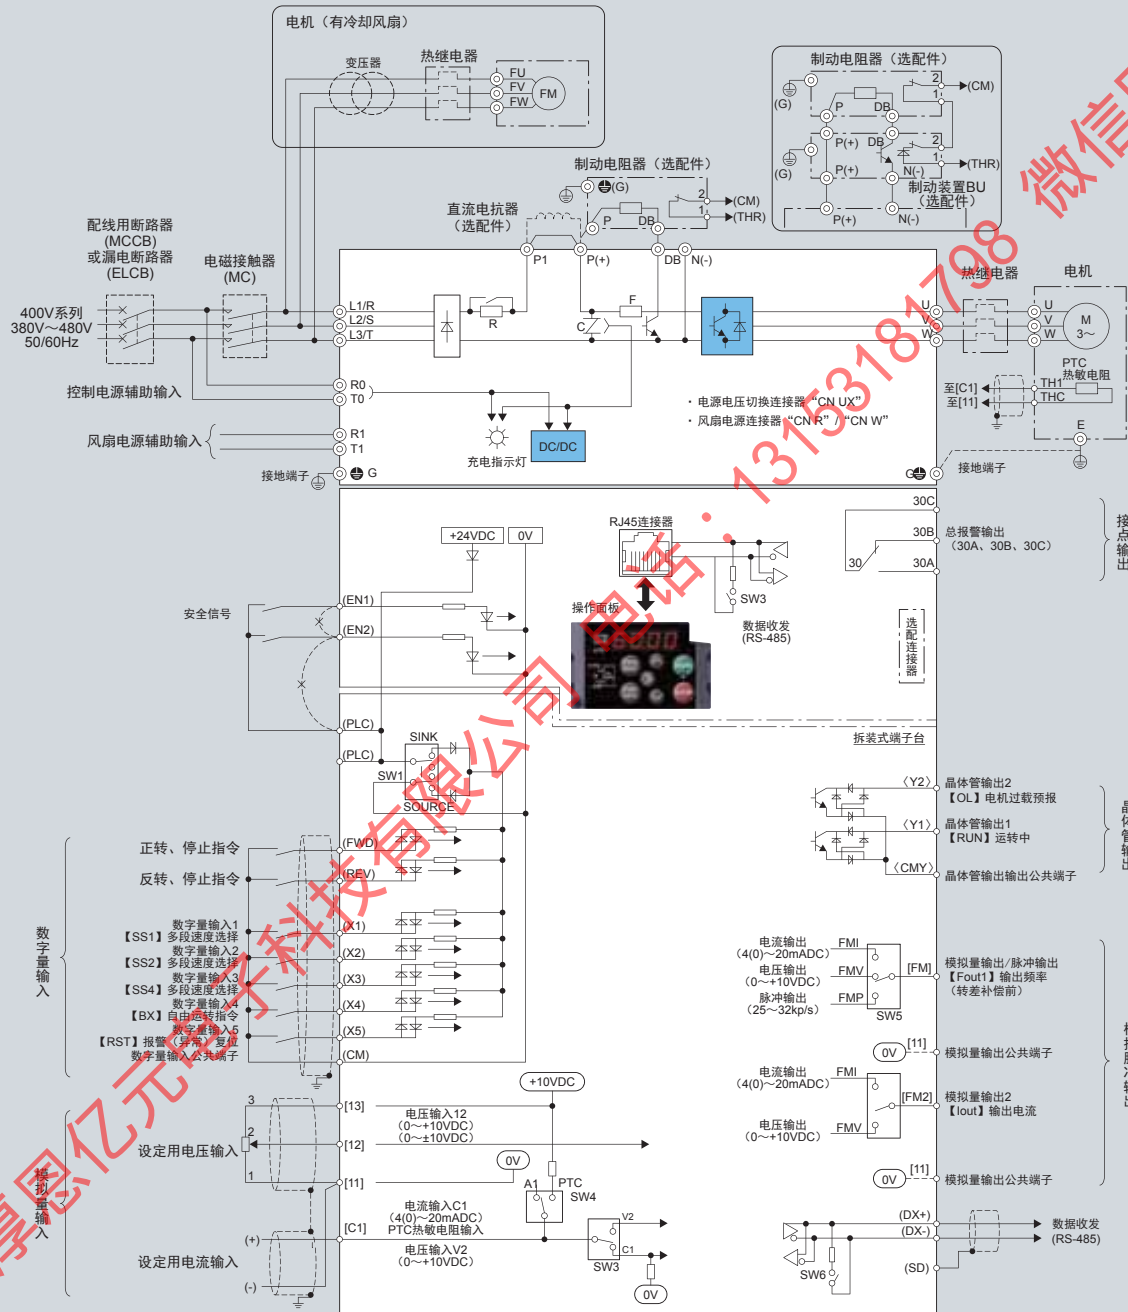 电机（有冷却风扇）
变压器
热继电器
FU
FV
FW
FM
制动电阻器（选配件）
(G)
P
DB
2
1
(CM)
P(+)
DB
2
1
(THR)
(G)
P(+)
N(-)
制动装置BU
（选配件）
P(+)
N(-)
制动电阻器（选配件）
(G)
2
1
(CM)
(THR)
P
DB
直流电抗器
（选配件）
P1
P(+)
DB
N(-)
配线用断路器
(MCCB)
或漏电断路器
(ELCB)
电磁接触器
(MC)
400V系列
380V～480V
50/60Hz
L1/R
L2/S
L3/T
R
C
F
U
V
W
热继电器
电机
U
V
W
M
3～
PTC
热敏电阻
至[C1]
至[11]
TH1
THC
E
接地端子
控制电源辅助输入
R0
T0
风扇电源辅助输入
R1
T1
接地端子
G
充电指示灯
DC/DC
・电源电压切换连接器“CN UX”
・风扇电源连接器“CN R” / “CN W”
G
+24VDC
0V
RJ45连接器
SW3
数据收发
(RS-485)
操作面板
30C
30B
30
30A
总报警输出
（30A、30B、30C）
接点输出
选配连接器
安全信号
(EN1)
(EN2)
(PLC)
(PLC)
SINK
SW1
SOURCE
拆装式端子台
〈Y2〉
晶体管输出2
【OL】电机过载预报
〈Y1〉
晶体管输出1
【RUN】运转中
〈CMY〉
晶体管输出输出公共端子
晶体管输出
数字量输入
正转、停止指令
(FWD)
反转、停止指令
(REV)
数字量输入1
【SS1】多段速度选择
(X1)
数字量输入2
【SS2】多段速度选择
(X2)
数字量输入3
【SS4】多段速度选择
(X3)
数字量输入4
【BX】自由运转指令
(X4)
数字量输入5
【RST】报警（异常）复位
(X5)
数字量输入公共端子
(CM)
电流输出
(4(0)～20mADC)
FMI
电压输出
(0～+10VDC)
FMV
脉冲输出
(25～32kp/s)
FMP
SW5
[FM]
模拟量输出/脉冲输出
【Fout1】输出频率
（转差补偿前）
0V
[11]
模拟量输出公共端子
电流输出
(4(0)～20mADC)
FMI
电压输出
(0～+10VDC)
FMV
[FM2]
模拟量输出2
【Iout】输出电流
0V
[11]
模拟量输出公共端子
模拟量输入
设定用电压输入
3
2
1
[13]
[12]
[11]
电压输入12
(0～+10VDC)
(0～±10VDC)
+10VDC
0V
A1
PTC
SW4
设定用电流输入
(+)
(-)
[C1]
电流输入C1
(4(0)～20mADC)
PTC热敏电阻输入
电压输入V2
(0～+10VDC)
V2
C1
SW3
0V
(DX+)
(DX-)
(SD)
SW6
数据收发
(RS-485)
厚恩亿元电子科技有限公司 电话：13153181798 微信